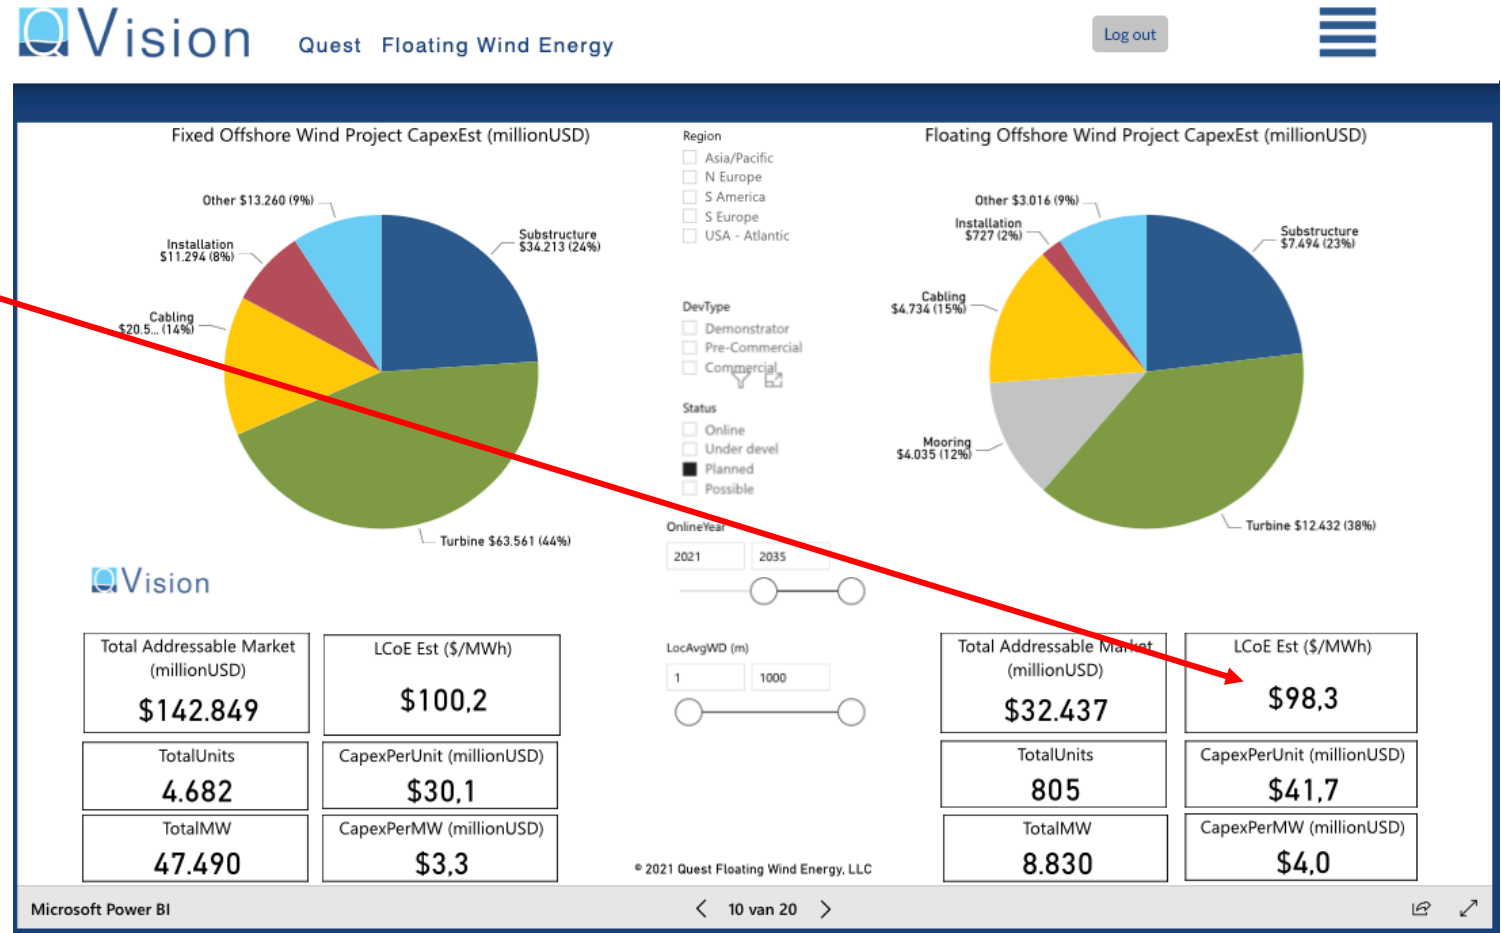 QVision
Quest Floating Wind Energy
Log out
Fixed Offshore Wind Project CapexEst (millionUSD)
Other $13.260 (9%)
Installation
$11.294 (8%)
Cabling
$20.5... (14%)
Substructure
$34.213 (24%)
Turbine $63.561 (44%)
QVision
Total Addressable Market
(millionUSD)
$142.849
LCoE Est ($/MWh)
$100,2
TotalUnits
4.682
CapexPerUnit (millionUSD)
$30,1
TotalMW
47.490
CapexPerMW (millionUSD)
$3,3
Region
Asia/Pacific
N Europe
S America
S Europe
USA - Atlantic
DevType
Demonstrator
Pre-Commercial
Commercial
Status
Online
Under devel
Planned
Possible
OnlineYear
2021
2035
LocAvgWD (m)
1
1000
© 2021 Quest Floating Wind Energy, LLC
Floating Offshore Wind Project CapexEst (millionUSD)
Other $3.016 (9%)
Installation
$727 (2%)
Cabling
$4.734 (15%)
Mooring
$4.035 (12%)
Substructure
$7.494 (23%)
Turbine $12.432 (38%)
Total Addressable Market
(millionUSD)
$32.437
LCoE Est ($/MWh)
$98,3
TotalUnits
805
CapexPerUnit (millionUSD)
$41,7
TotalMW
8.830
CapexPerMW (millionUSD)
$4,0
Microsoft Power BI
10 van 20